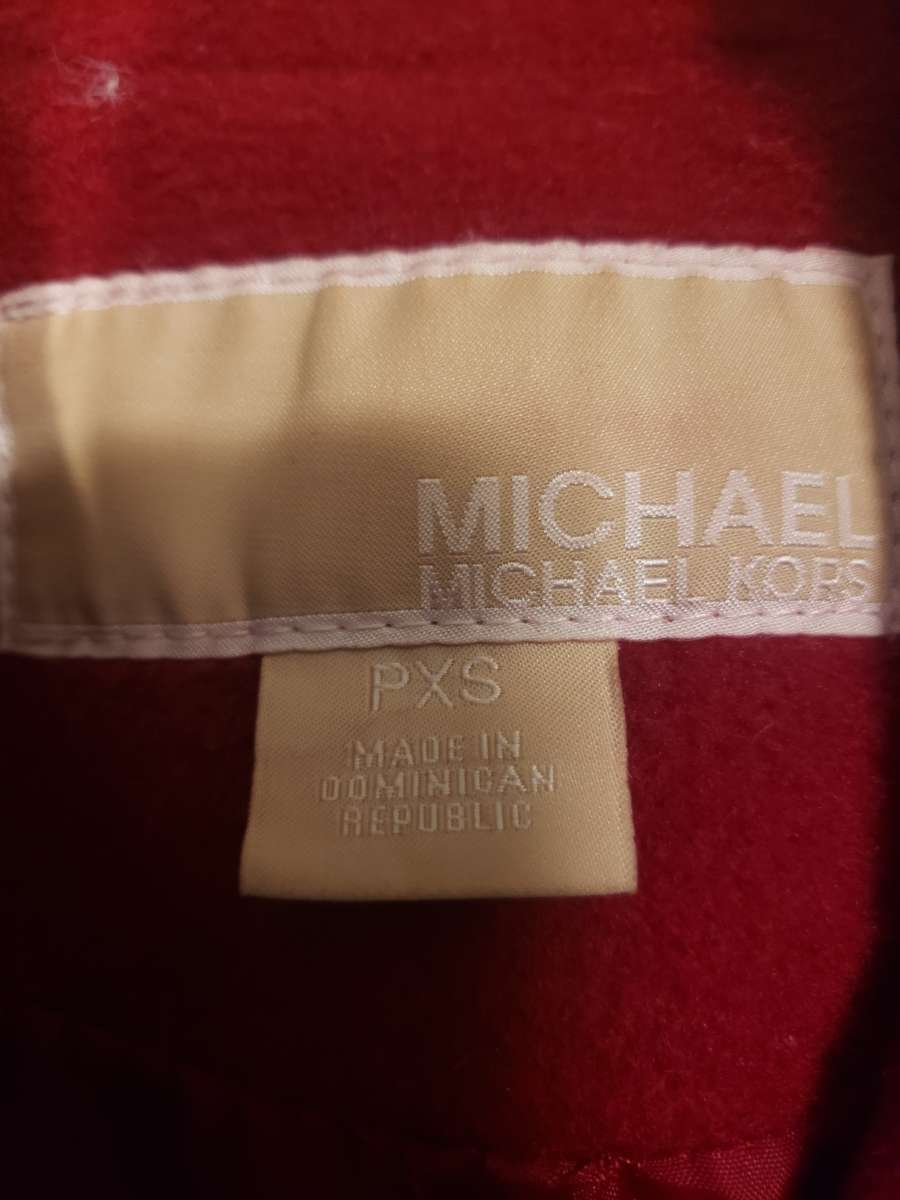 MICHAEL
MICHAEL KORS
PXS
MADE IN
DOMINICAN
REPUBLIC